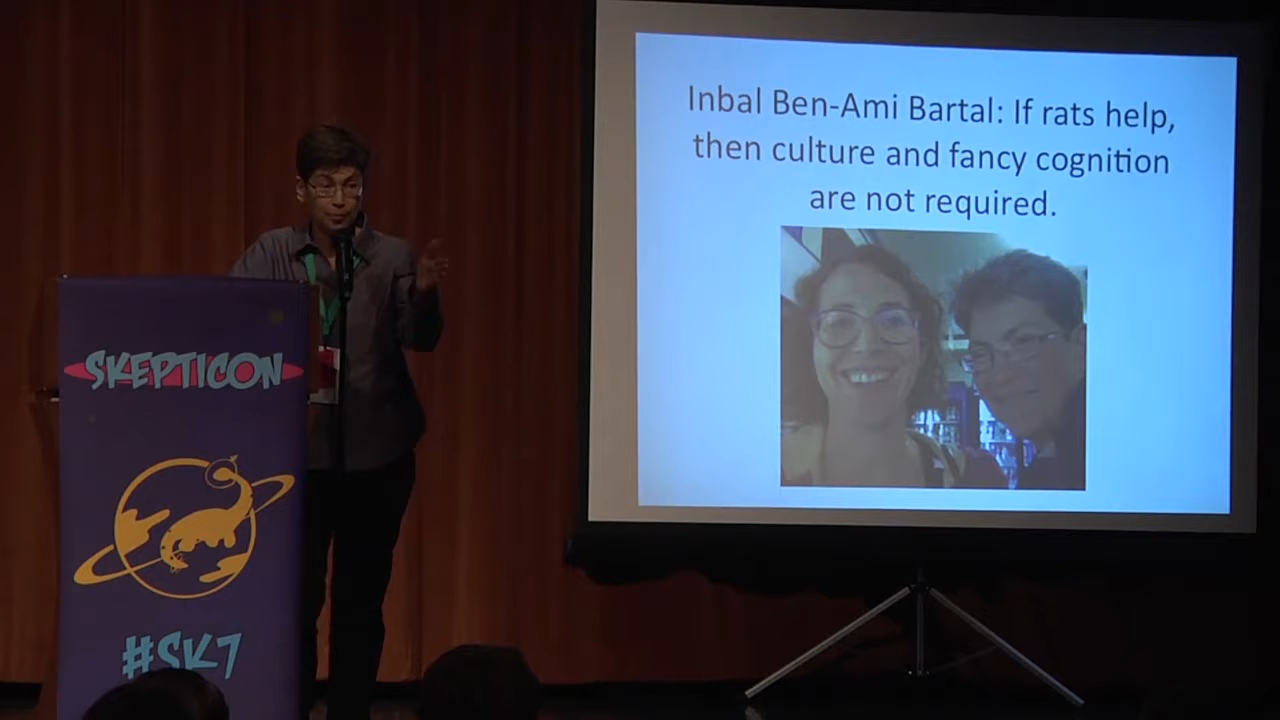 Inbal Ben-Ami Bartal: If rats help,
then culture and fancy cognition
are not required.
SKEPTICON
#SK7